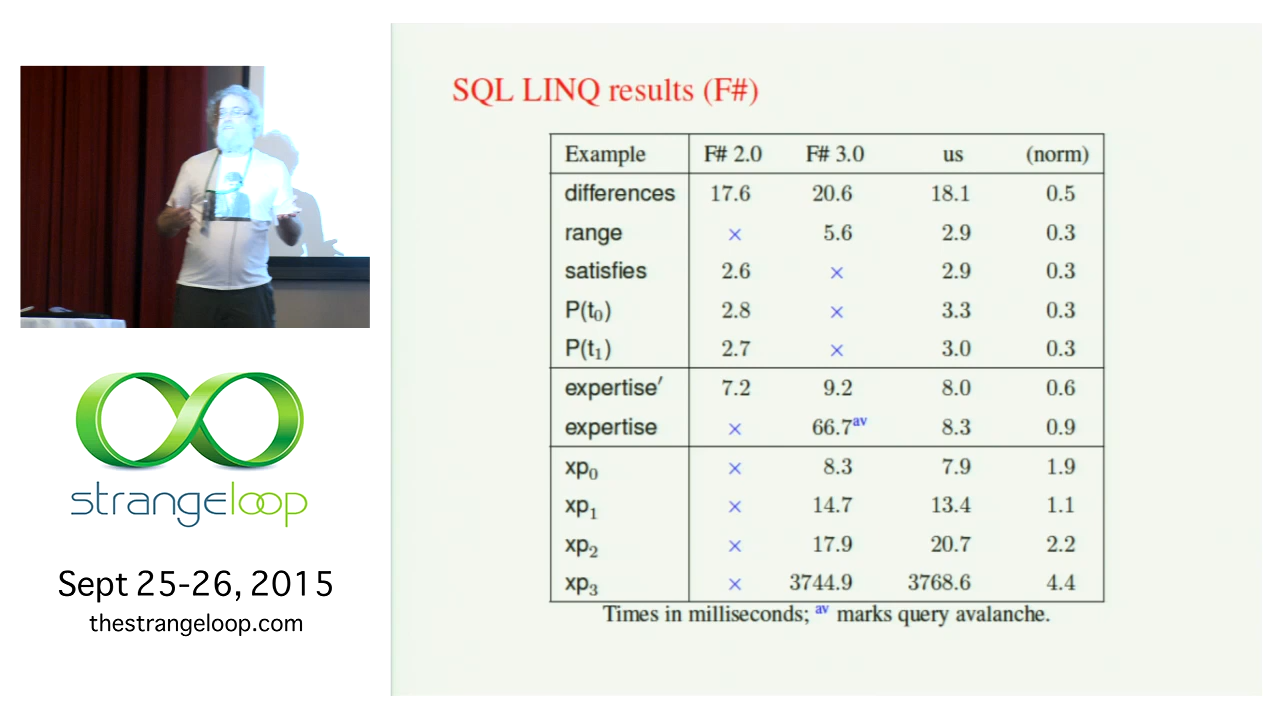 SQL LINQ results (F#)
Example F# 2.0 F# 3.0 us (norm)
differences 17.6 20.6 18.1 0.5
range × 5.6 2.9 0.3
satisfies 2.6 × 2.9 0.3
P(t₀) 2.8 × 3.3 0.3
P(t₁) 2.7 × 3.0 0.3
expertise′ 7.2 9.2 8.0 0.6
expertise × 66.7ᵃᵛ 8.3 0.9
xp₀ × 8.3 7.9 1.9
xp₁ × 14.7 13.4 1.1
xp₂ × 17.9 20.7 2.2
xp₃ × 3744.9 3768.6 4.4
Times in milliseconds; ᵃᵛ marks query avalanche.
strangeloop
Sept 25-26, 2015
thestrangeloop.com